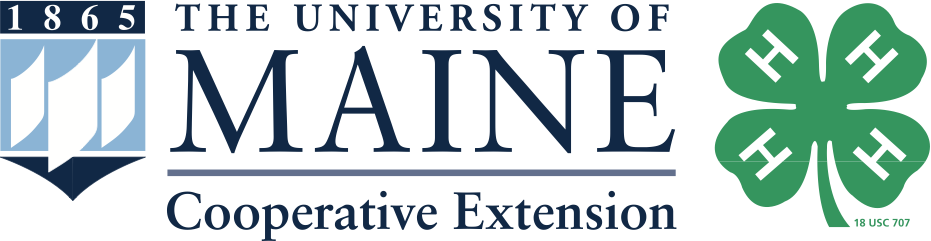 1865
THE UNIVERSITY OF
MAINE
Cooperative Extension
H H
H H
18 USC 707